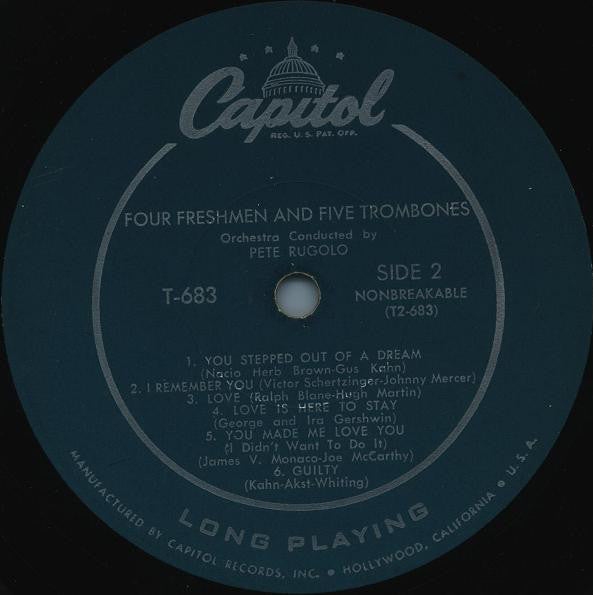 Capitol
REG. U. S. PAT. OFF.
FOUR FRESHMEN AND FIVE TROMBONES
Orchestra Conducted by
PETE RUGOLO
T-683
SIDE 2
NONBREAKABLE
(T2-683)
1. YOU STEPPED OUT OF A DREAM
(Nacio Herb Brown-Gus Kahn)
2. I REMEMBER YOU (Victor Schertzinger-Johnny Mercer)
3. LOVE (Ralph Blane-Hugh Martin)
4. LOVE IS HERE TO STAY
(George and Ira Gershwin)
5. YOU MADE ME LOVE YOU
(I Didn't Want To Do It)
(James V. Monaco-Joe McCarthy)
6. GUILTY
(Kahn-Akst-Whiting)
LONG PLAYING
MANUFACTURED BY CAPITOL RECORDS, INC. • HOLLYWOOD, CALIFORNIA • U. S. A.